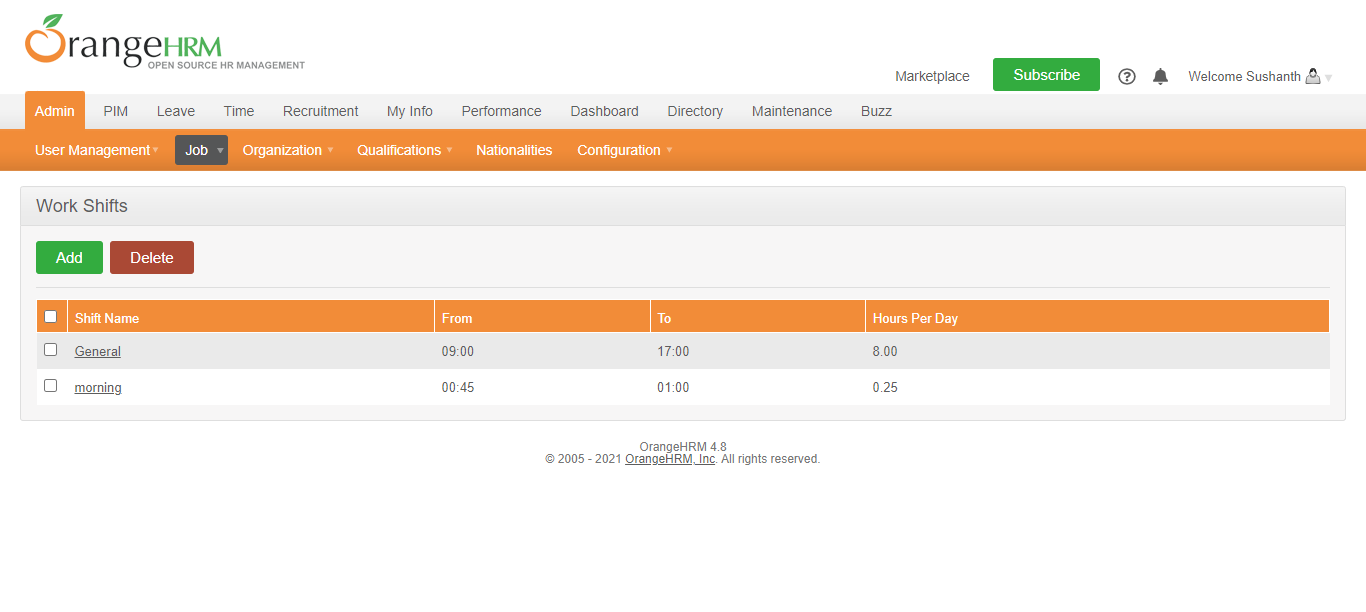 OrangeHRM
OPEN SOURCE HR MANAGEMENT
Marketplace Subscribe ? Welcome Sushanth
Admin PIM Leave Time Recruitment My Info Performance Dashboard Directory Maintenance Buzz
User Management Job Organization Qualifications Nationalities Configuration
Work Shifts
Add Delete
Shift Name From To Hours Per Day
General 09:00 17:00 8.00
morning 00:45 01:00 0.25
OrangeHRM 4.8
© 2005 - 2021 OrangeHRM, Inc. All rights reserved.